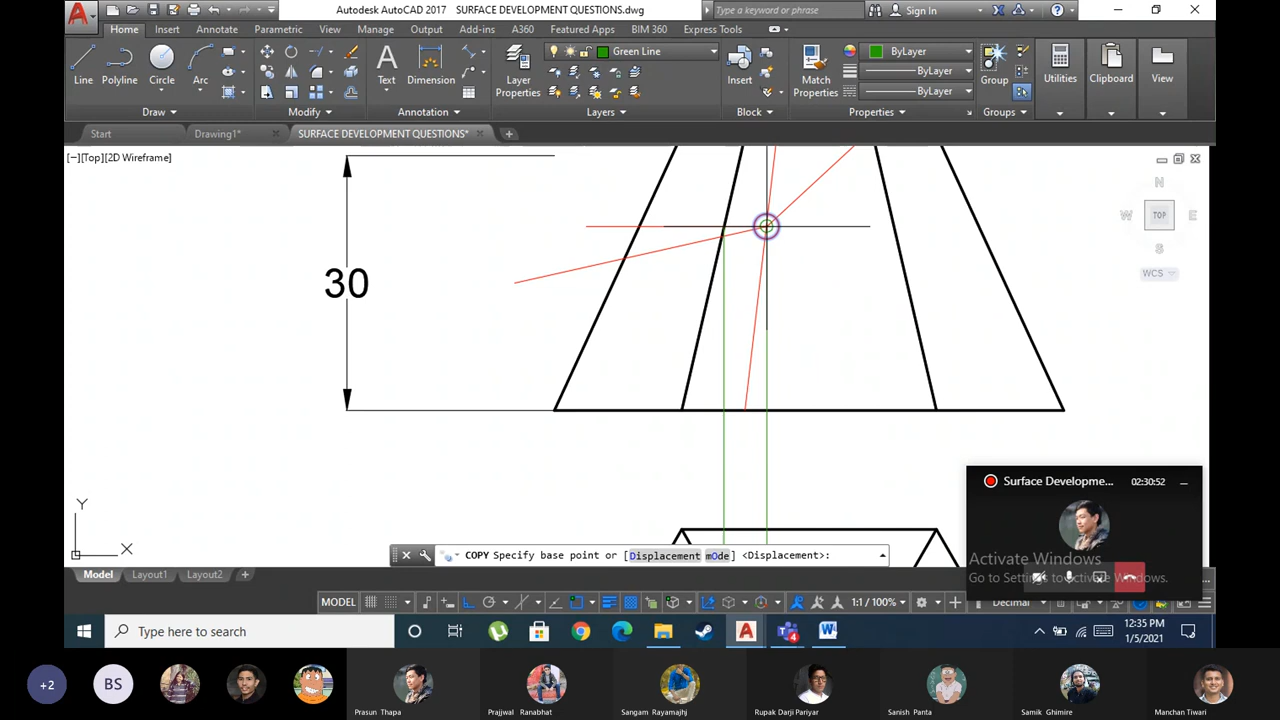 Autodesk AutoCAD 2017 SURFACE DEVELOPMENT QUESTIONS.dwg
Type a keyword or phrase
Sign In
Home Insert Annotate Parametric View Manage Output Add-ins A360 Featured Apps BIM 360 Express Tools
Line Polyline Circle Arc
Text Dimension
Layer Properties
Green Line
Insert
Match Properties
ByLayer
ByLayer
ByLayer
Group
Utilities
Clipboard
View
Draw Modify Annotation Layers Block Properties Groups
Start Drawing1* SURFACE DEVELOPMENT QUESTIONS*
[−][Top][2D Wireframe]
N
W TOP E
S
WCS
30
Surface Developme... 02:30:52
Activate Windows
Go to Settings to activate Windows.
Y
X
COPY Specify base point or [Displacement mOde] <Displacement>:
Model Layout1 Layout2
MODEL 1:1 / 100% Decimal
Type here to search
12:35 PM
1/5/2021
+2 BS
Prasun Thapa Prajjwal Ranabhat Sangam Rayamajhj Rupak Darji Pariyar Sanish Panta Samik Ghimire Manchan Tiwari